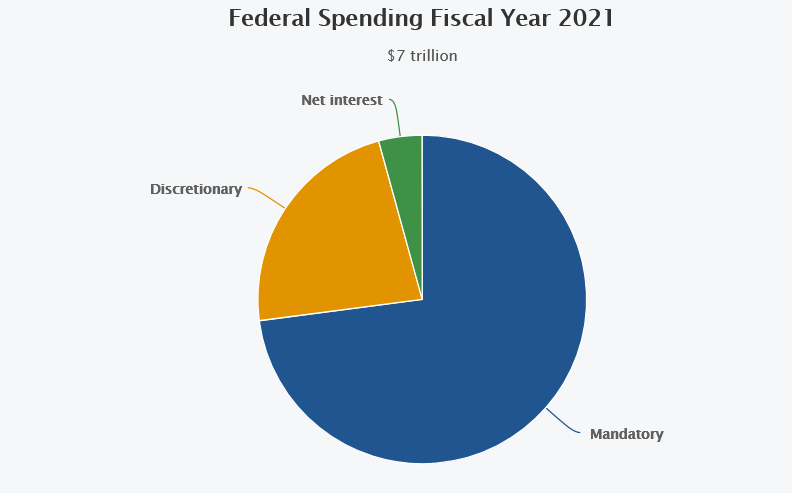 Federal Spending Fiscal Year 2021
$7 trillion
Net interest
Discretionary
Mandatory